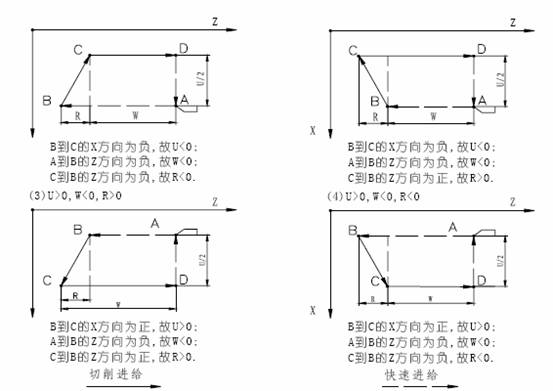 Z
C
D
U/2
B
A
R
W
B到C的X方向为负,故U<0;
A到B的Z方向为负,故W<0;
C到B的Z方向为负,故R<0.
Z
C
D
U/2
B
A
R
W
X
B到C的X方向为负,故U<0;
A到B的Z方向为负,故W<0;
C到B的Z方向为正,故R>0.
(3)U>0,W<0,R>0
Z
B
A
U/2
C
D
R
W
B到C的X方向为正,故U>0;
A到B的Z方向为负,故W<0;
C到B的Z方向为正,故R>0.
(4)U>0,W<0,R<0
Z
B
A
U/2
C
D
R
W
X
B到C的X方向为正,故U>0;
A到B的Z方向为负,故W<0;
C到B的Z方向为负,故R<0.
切削进给
快速进给